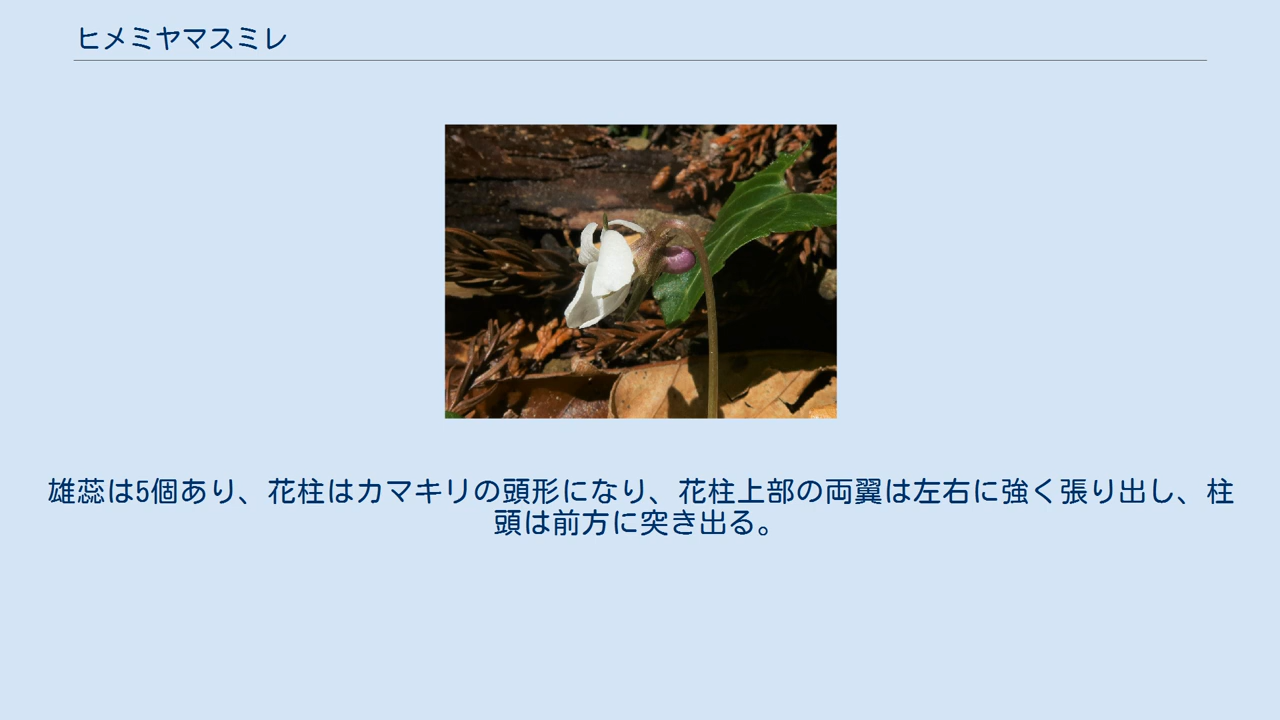 ヒメミヤマスミレ
雄蕊は5個あり、花柱はカマキリの頭形になり、花柱上部の両翼は左右に強く張り出し、柱
頭は前方に突き出る。